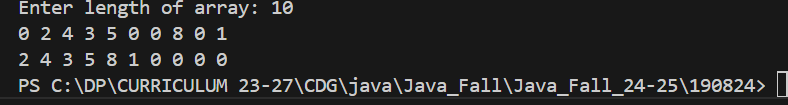 Enter length of array: 10
0 2 4 3 5 0 0 8 0 1
2 4 3 5 8 1 0 0 0 0
PS C:\DP\CURRICULUM 23-27\CDG\java\Java_Fall\Java_Fall_24-25\190824>